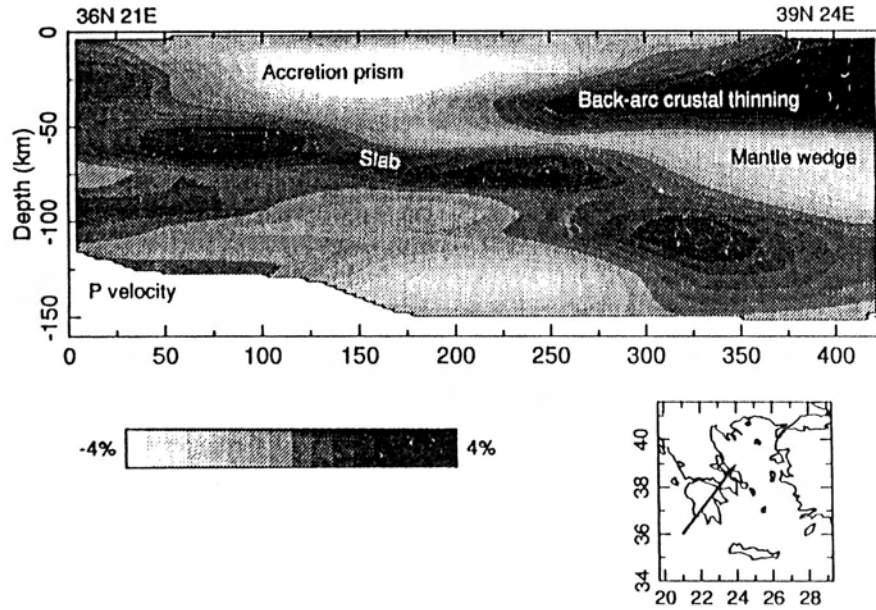 36N 21E 39N 24E
0
-50
-100
-150
Depth (km)
Accretion prism
Back-arc crustal thinning
Slab
Mantle wedge
P velocity
0 50 100 150 200 250 300 350 400
-4% 4%
40
38
36
34
20 22 24 26 28